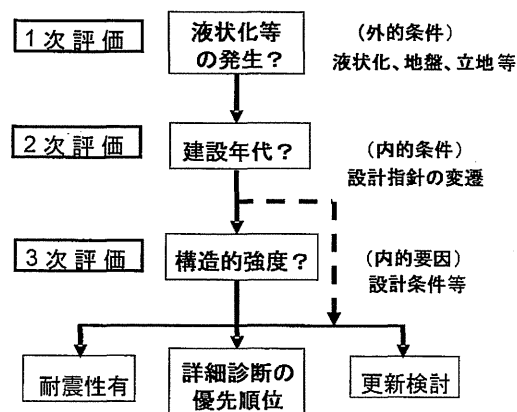 1次評価
液状化等
の発生？
（外的条件）
液状化、地盤、立地等
2次評価
建設年代？
（内的条件）
設計指針の変遷
3次評価
構造的強度？
（内的要因）
設計条件等
耐震性有
詳細診断の
優先順位
更新検討